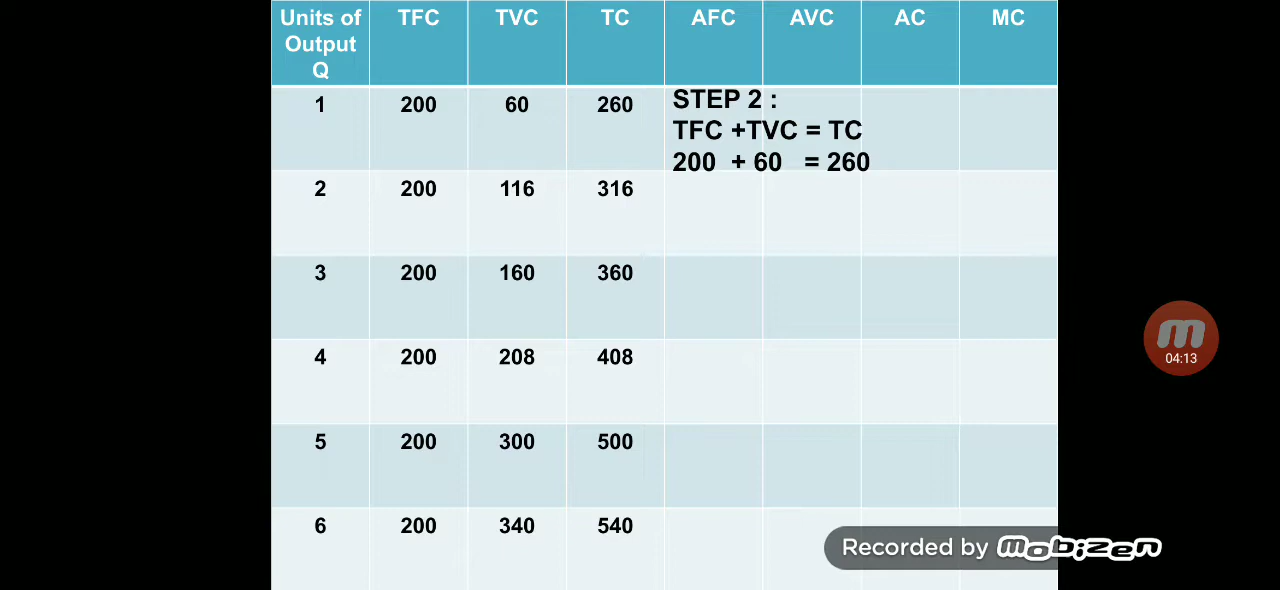 Units of Output Q TFC TVC TC AFC AVC AC MC
1 200 60 260
STEP 2 :
TFC +TVC = TC
200 + 60 = 260
2 200 116 316
3 200 160 360
4 200 208 408
5 200 300 500
6 200 340 540
m
04:13
Recorded by mobizen